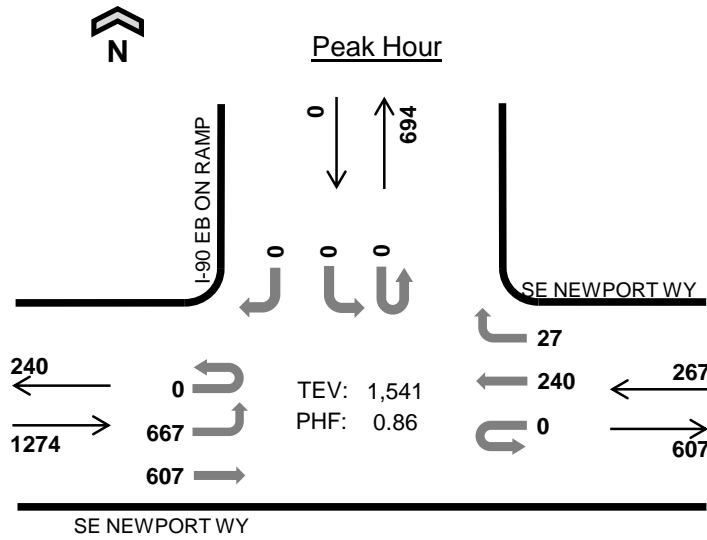 N
Peak Hour
0
694
I-90 EB ON RAMP
0 0 0
SE NEWPORT WY
27
240
0
TEV: 1,541
240
267
0
667
PHF: 0.86
1274
607
607
SE NEWPORT WY